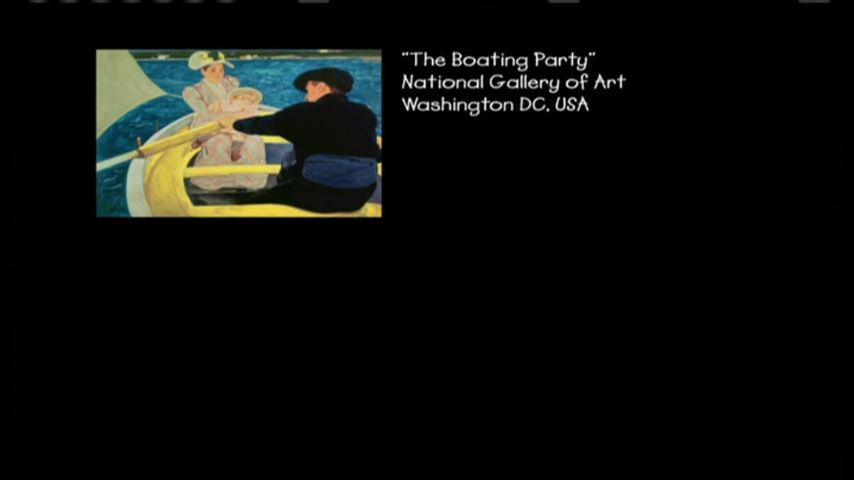 "The Boating Party"
National Gallery of Art
Washington DC, USA